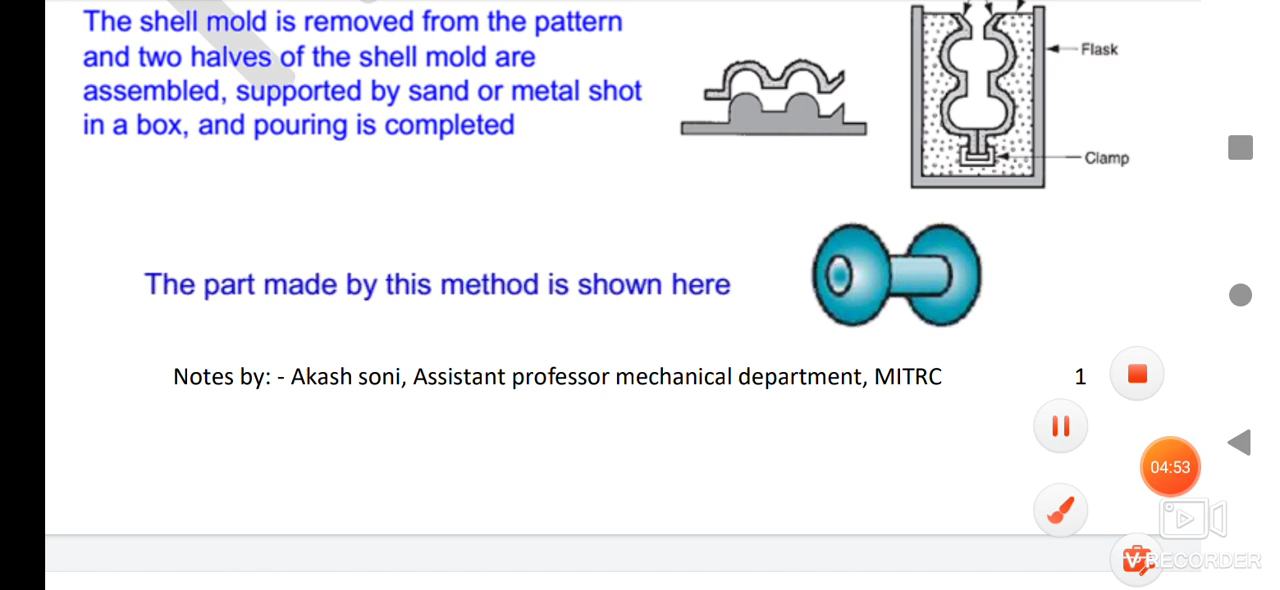 The shell mold is removed from the pattern
and two halves of the shell mold are
assembled, supported by sand or metal shot
in a box, and pouring is completed
Flask
Clamp
The part made by this method is shown here
Notes by: - Akash soni, Assistant professor mechanical department, MITRC 1
04:53
V RECORDER